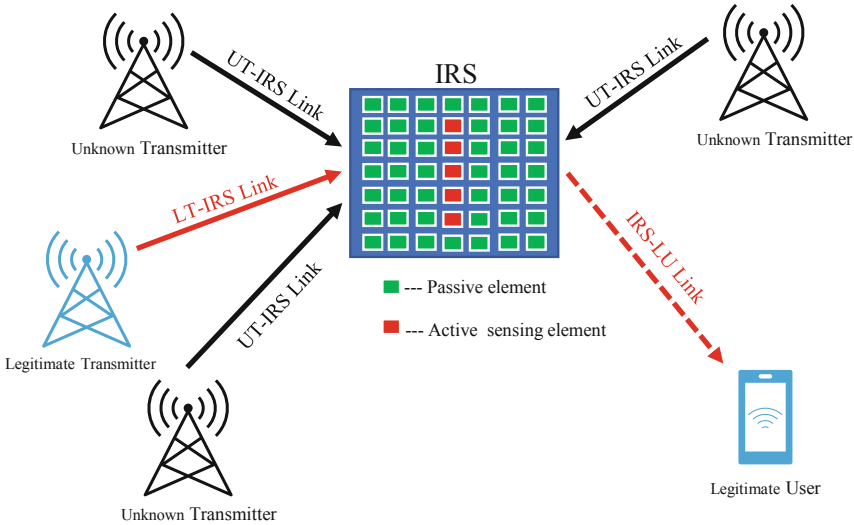 IRS
UT-IRS Link
UT-IRS Link
Unknown Transmitter
Unknown Transmitter
LT-IRS Link
IRS-LU Link
UT-IRS Link
--- Passive element
--- Active sensing element
Legitimate Transmitter
Legitimate User
Unknown Transmitter